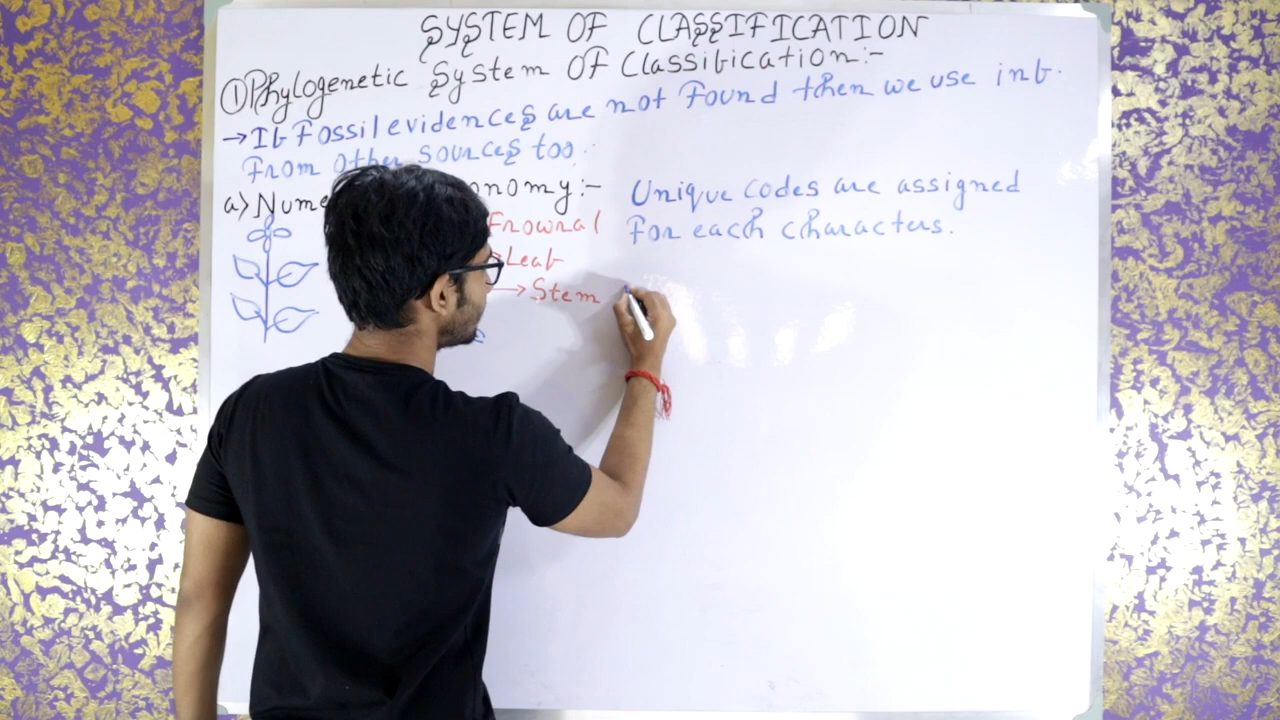 SYSTEM OF CLASSIFICATION
① Phylogenetic System OF Classification:-
→ If Fossil evidences are not Found then we use inf.
From other sources too.
a) Nume onomy:-
Unique codes are assigned
For each characters.
→ Leaf
→ Stem